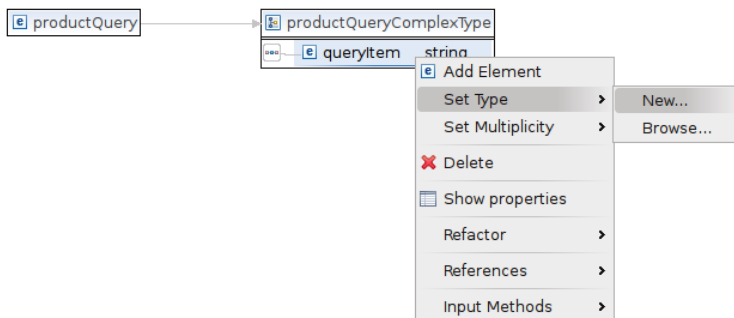 productQuery
productQueryComplexType
queryItem string
Add Element
Set Type
New...
Set Multiplicity
Browse...
Delete
Show properties
Refactor
References
Input Methods